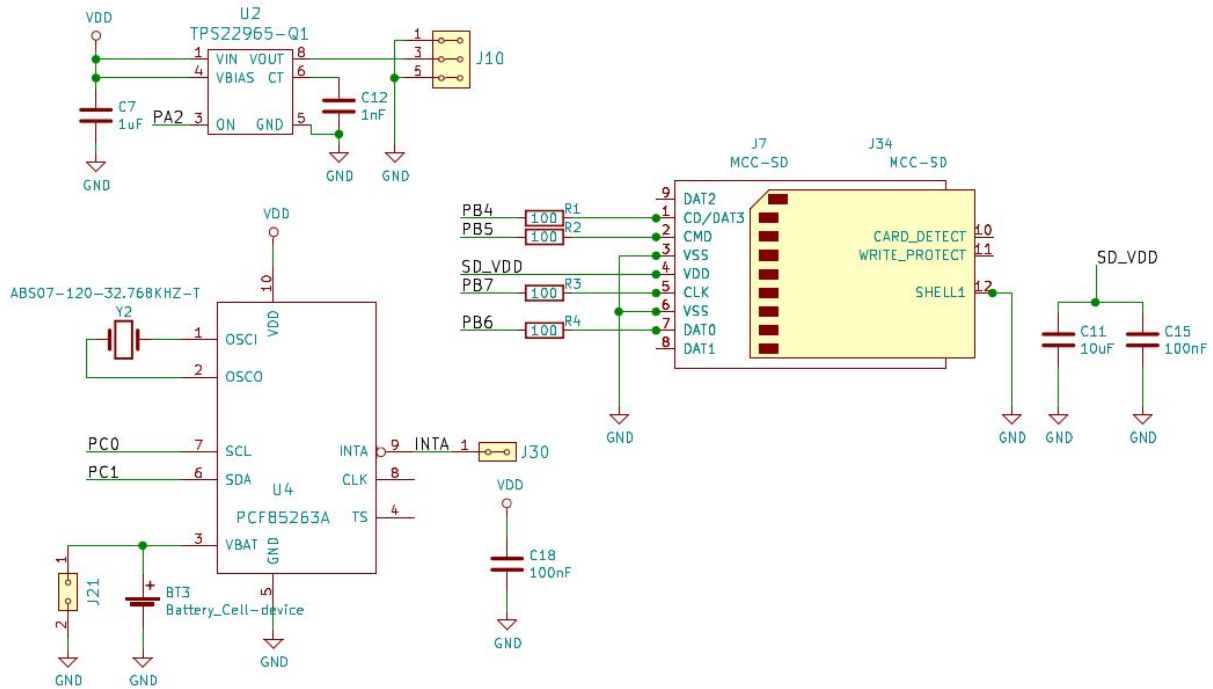 VDD
U2
TPS22965-Q1
1 VIN VOUT 8
4 VBIAS CT 6
PA2 3 ON GND 5
C7
1uF
C12
1nF
GND
GND
GND
1
3
5
J10
J7
MCC-SD
J34
MCC-SD
9 DAT2
PB4 100 R1 1 CD/DAT3
PB5 100 R2 2 CMD
3 VSS
SD_VDD 4 VDD
PB7 100 R3 5 CLK
6 VSS
PB6 100 R4 7 DAT0
8 DAT1
CARD_DETECT 10
WRITE_PROTECT 11
SHELL1 12
GND
GND
SD_VDD
C11
10uF
C15
100nF
GND
GND
VDD
10
VDD
ABS07-120-32.768KHZ-T
Y2
1 OSCI
2 OSCO
PC0 7 SCL
PC1 6 SDA
INTA 9 INTA 1 J30
CLK 8
TS 4
U4
PCF85263A
3 VBAT
GND
5
GND
1
J21
2
GND
BT3
Battery_Cell-device
+
GND
VDD
C18
100nF
GND